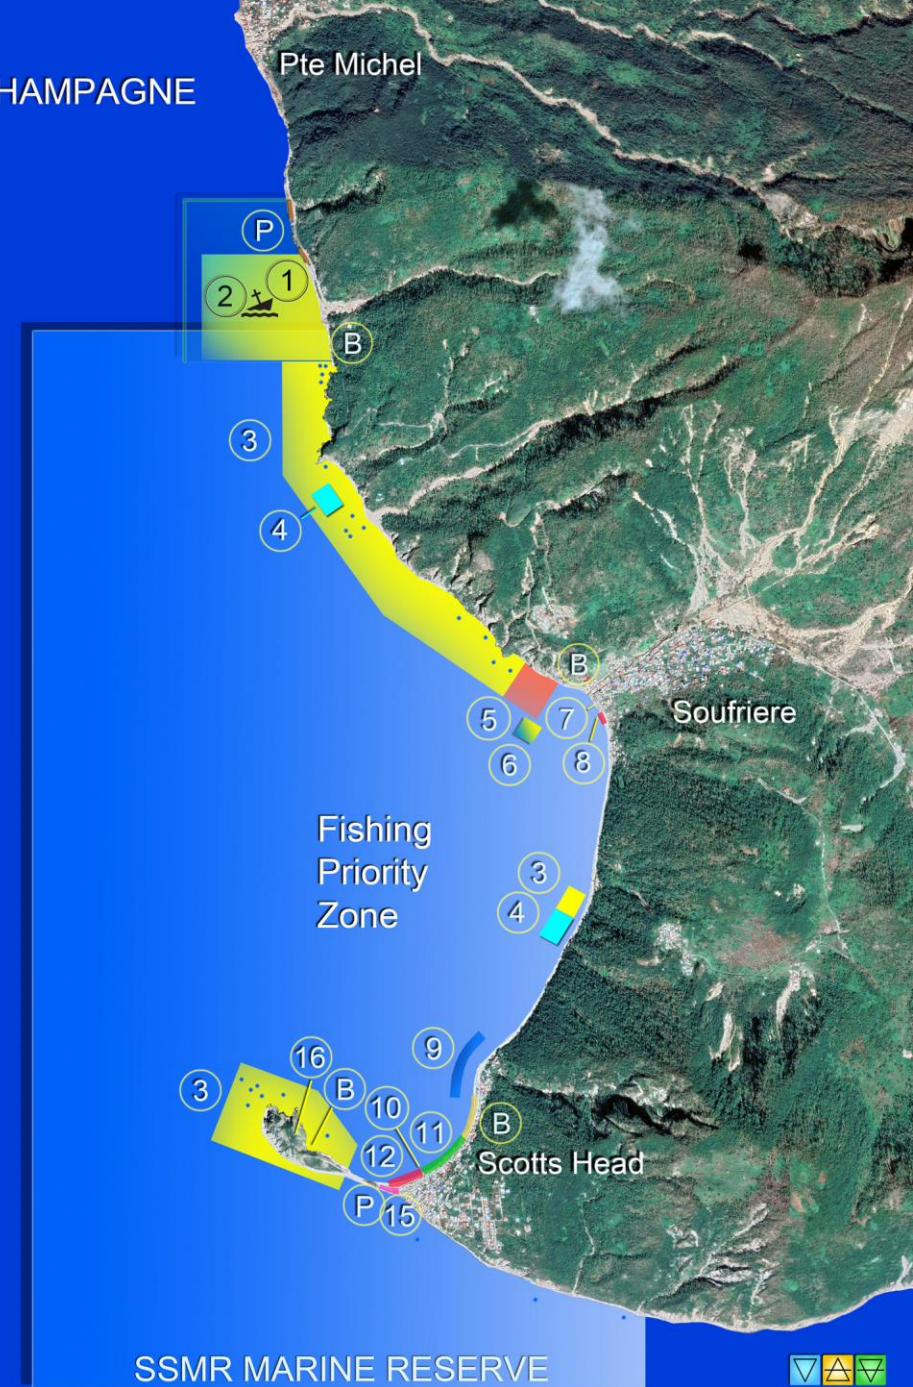 Pte Michel
HAMPAGNE
P
1
2
B
3
4
B
5
7
Soufriere
6
8
Fishing
Priority
Zone
3
4
9
16
3
B
10
11
B
12
Scotts Head
P
15
SSMR MARINE RESERVE